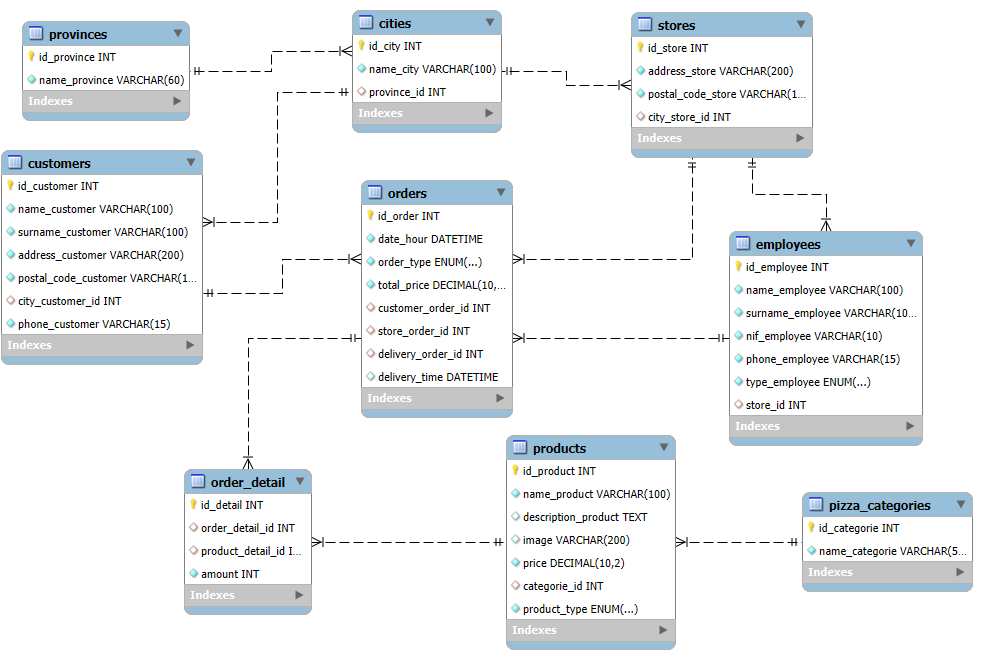 provinces
id_province INT
name_province VARCHAR(60)
Indexes
cities
id_city INT
name_city VARCHAR(100)
province_id INT
Indexes
stores
id_store INT
address_store VARCHAR(200)
postal_code_store VARCHAR(1...
city_store_id INT
Indexes
customers
id_customer INT
name_customer VARCHAR(100)
surname_customer VARCHAR(100)
address_customer VARCHAR(200)
postal_code_customer VARCHAR(1...
city_customer_id INT
phone_customer VARCHAR(15)
Indexes
orders
id_order INT
date_hour DATETIME
order_type ENUM(...)
total_price DECIMAL(10,...
customer_order_id INT
store_order_id INT
delivery_order_id INT
delivery_time DATETIME
Indexes
employees
id_employee INT
name_employee VARCHAR(100)
surname_employee VARCHAR(10...
nif_employee VARCHAR(10)
phone_employee VARCHAR(15)
type_employee ENUM(...)
store_id INT
Indexes
order_detail
id_detail INT
order_detail_id INT
product_detail_id I...
amount INT
Indexes
products
id_product INT
name_product VARCHAR(100)
description_product TEXT
image VARCHAR(200)
price DECIMAL(10,2)
categorie_id INT
product_type ENUM(...)
Indexes
pizza_categories
id_categorie INT
name_categorie VARCHAR(5...
Indexes